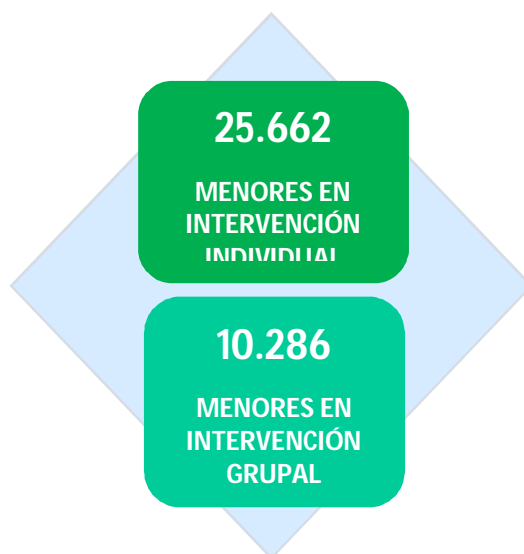 25.662
MENORES EN
INTERVENCIÓN
INDIVIDUAL
10.286
MENORES EN
INTERVENCIÓN
GRUPAL